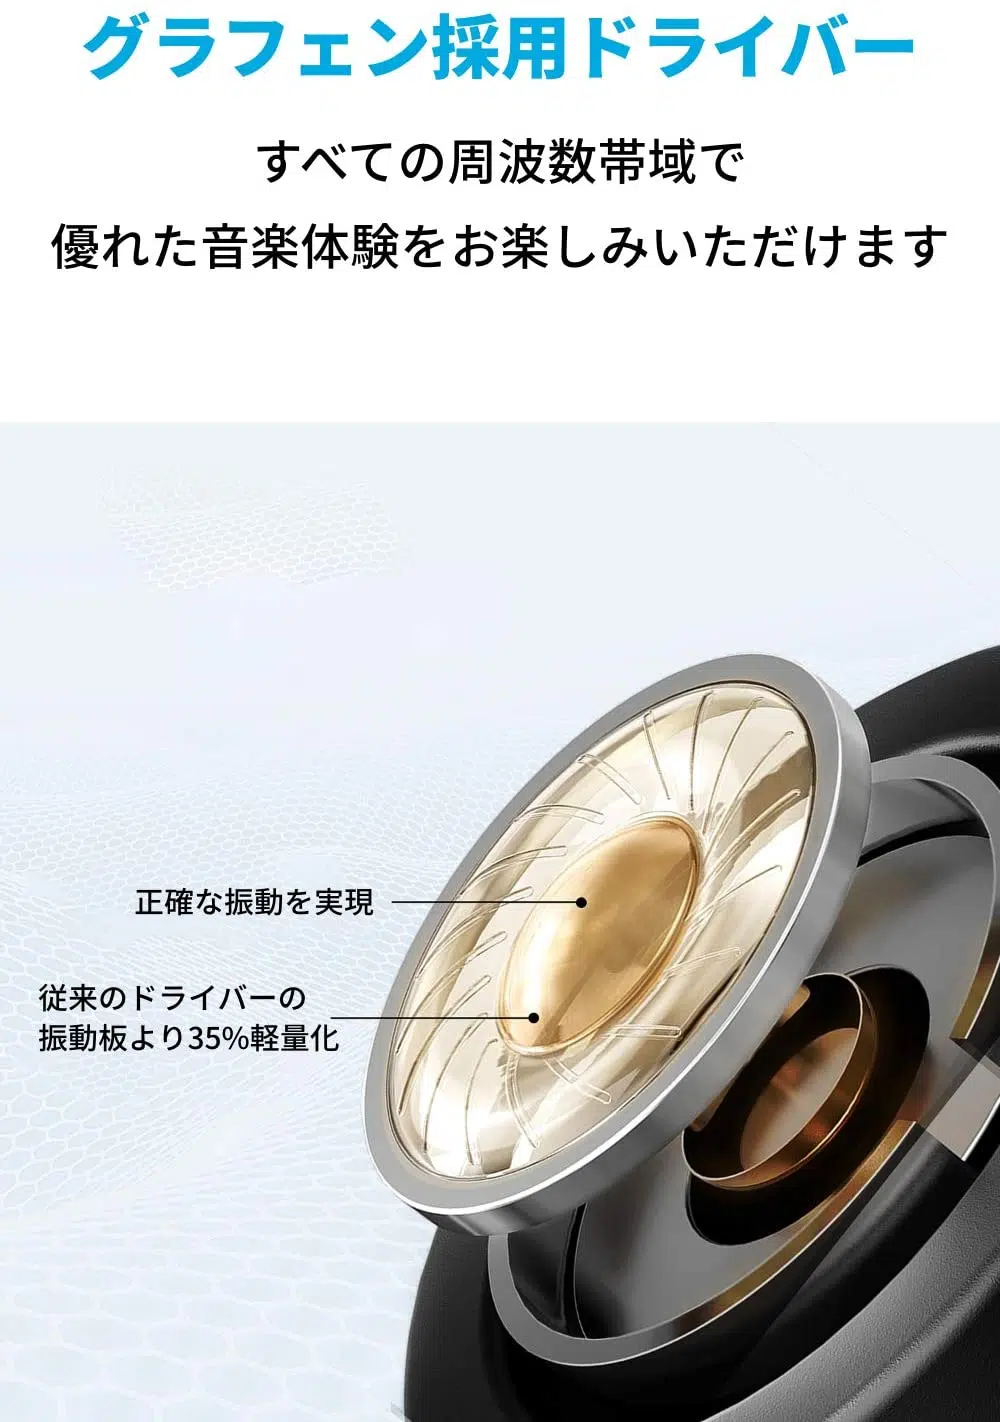 グラフェン採用ドライバー
すべての周波数帯域で
優れた音楽体験をお楽しみいただけます
正確な振動を実現
従来のドライバーの
振動板より35%軽量化